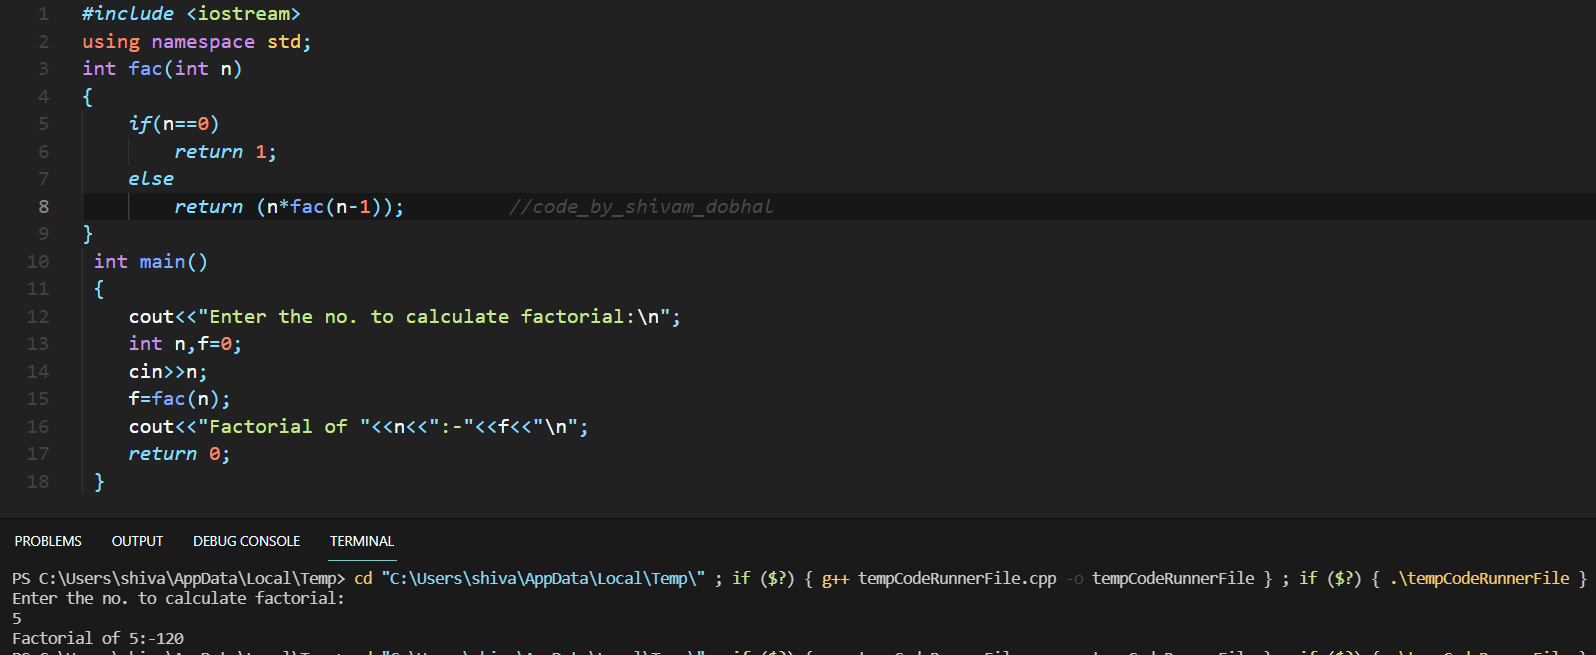 1 #include <iostream>
2 using namespace std;
3 int fac(int n)
4 {
5 if(n==0)
6 return 1;
7 else
8 return (n*fac(n-1)); //code_by_shivam_dobhal
9 }
10 int main()
11 {
12 cout<<"Enter the no. to calculate factorial:\n";
13 int n,f=0;
14 cin>>n;
15 f=fac(n);
16 cout<<"Factorial of "<<n<<":-"<<f<<"\n";
17 return 0;
18 }
PROBLEMS OUTPUT DEBUG CONSOLE TERMINAL
PS C:\Users\shiva\AppData\Local\Temp> cd "C:\Users\shiva\AppData\Local\Temp\" ; if ($?) { g++ tempCodeRunnerFile.cpp -o tempCodeRunnerFile } ; if ($?) { .\tempCodeRunnerFile }
Enter the no. to calculate factorial:
5
Factorial of 5:-120